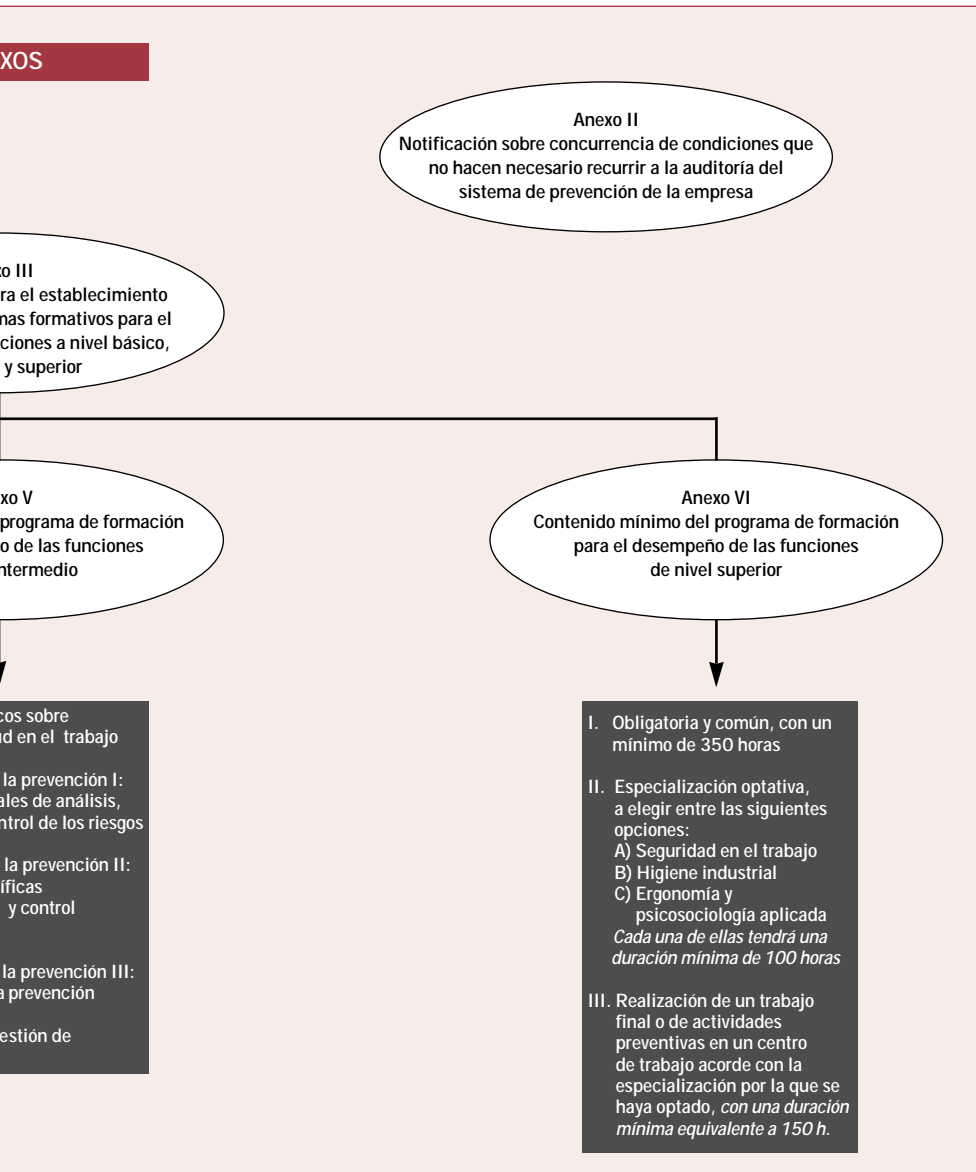 XOS
Anexo II
Notificación sobre concurrencia de condiciones que
no hacen necesario recurrir a la auditoría del
sistema de prevención de la empresa
o III
ra el establecimiento
mas formativos para el
ciones a nivel básico,
y superior
xo V
programa de formación
o de las funciones
ntermedio
Anexo VI
Contenido mínimo del programa de formación
para el desempeño de las funciones
de nivel superior
cos sobre
ud en el trabajo
la prevención I:
ales de análisis,
ntrol de los riesgos
la prevención II:
íficas
y control
la prevención III:
a prevención
estión de
I. Obligatoria y común, con un
mínimo de 350 horas
II. Especialización optativa,
a elegir entre las siguientes
opciones:
A) Seguridad en el trabajo
B) Higiene industrial
C) Ergonomía y
psicosociología aplicada
Cada una de ellas tendrá una
duración mínima de 100 horas
III. Realización de un trabajo
final o de actividades
preventivas en un centro
de trabajo acorde con la
especialización por la que se
haya optado, con una duración
mínima equivalente a 150 h.